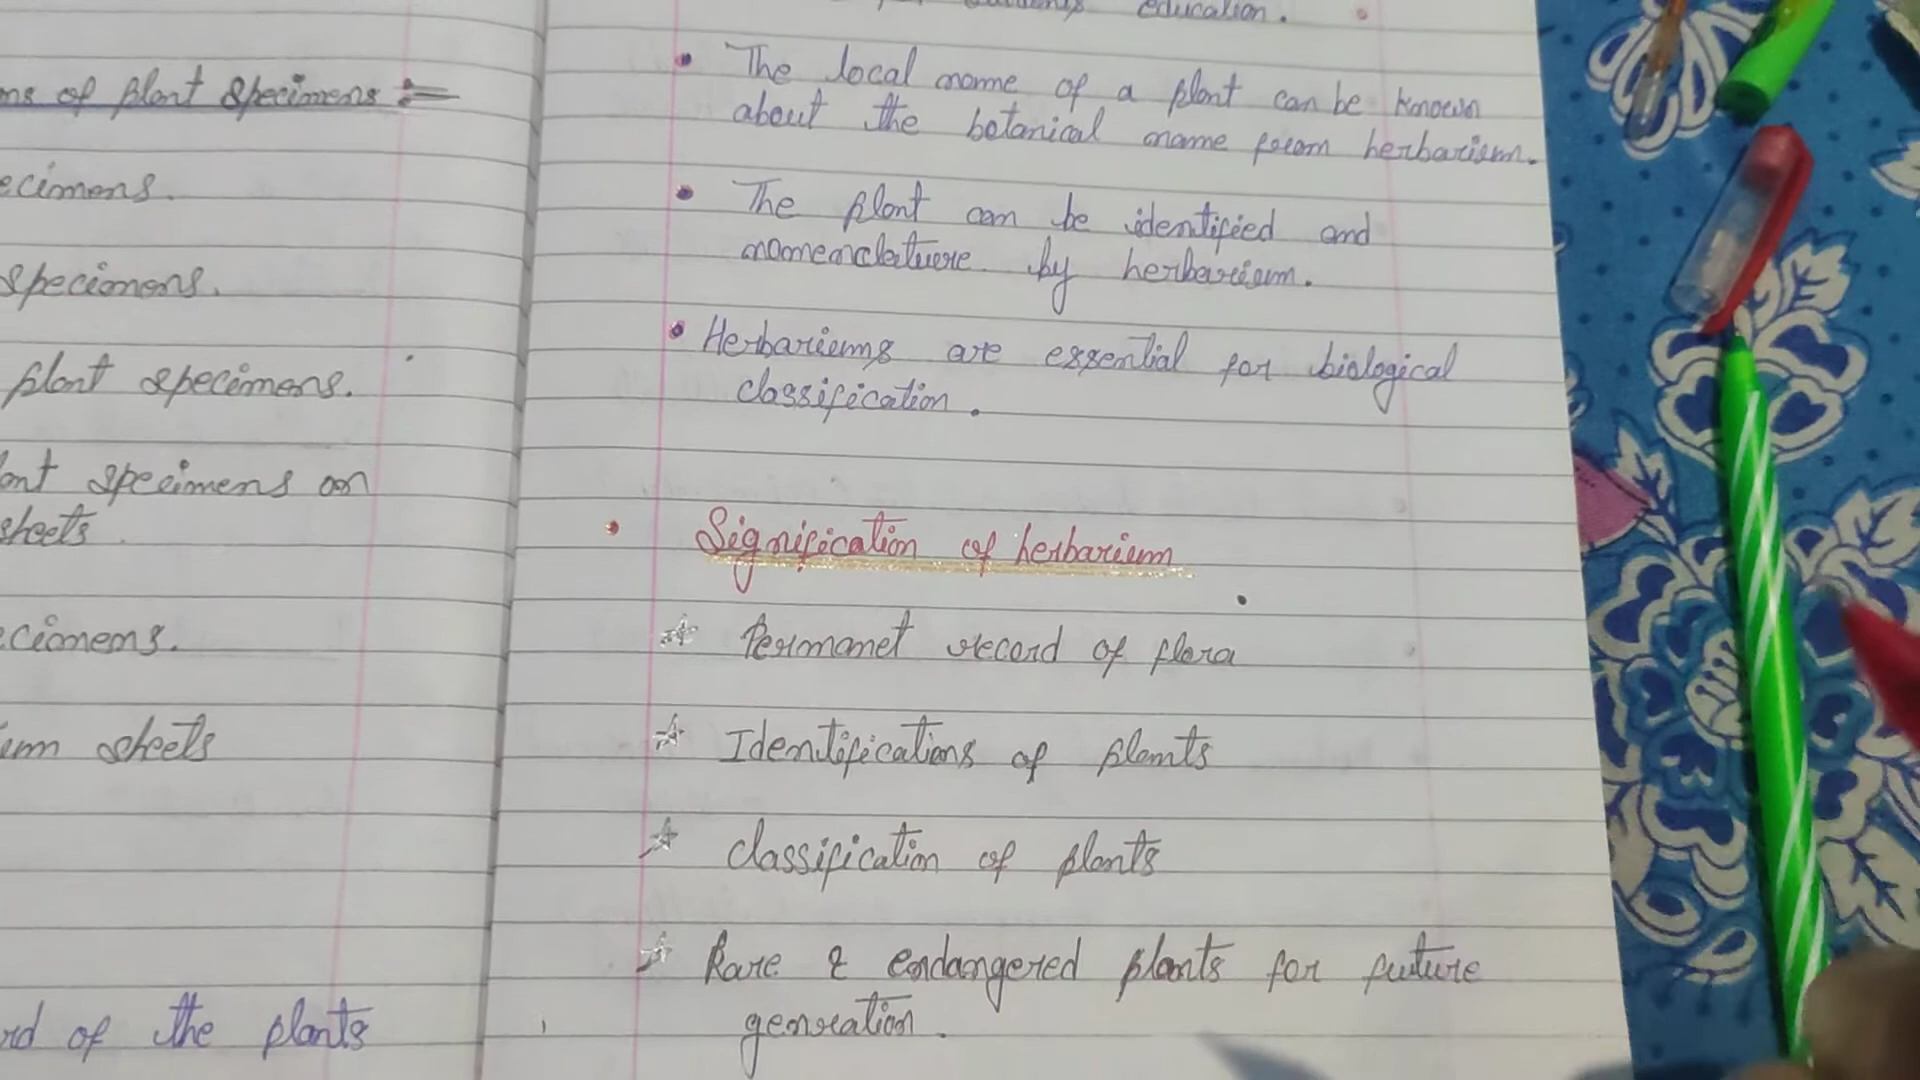 ns of plant specimens :=
ecimens.
specimens.
plant specimens.
ant specimens on
sheets.
ecimens.
um sheets
rd of the plants
education.
• The local name of a plant can be known
about the botanical name from herbarium.
• The plant can be identified and
nomenclature by herbarium.
• Herbariums are essential for biological
classification.
• Signification of herbarium
☆ Permanet record of flora
☆ Identifications of plants
☆ classification of plants
☆ Rare & endangered plants for future
genration.